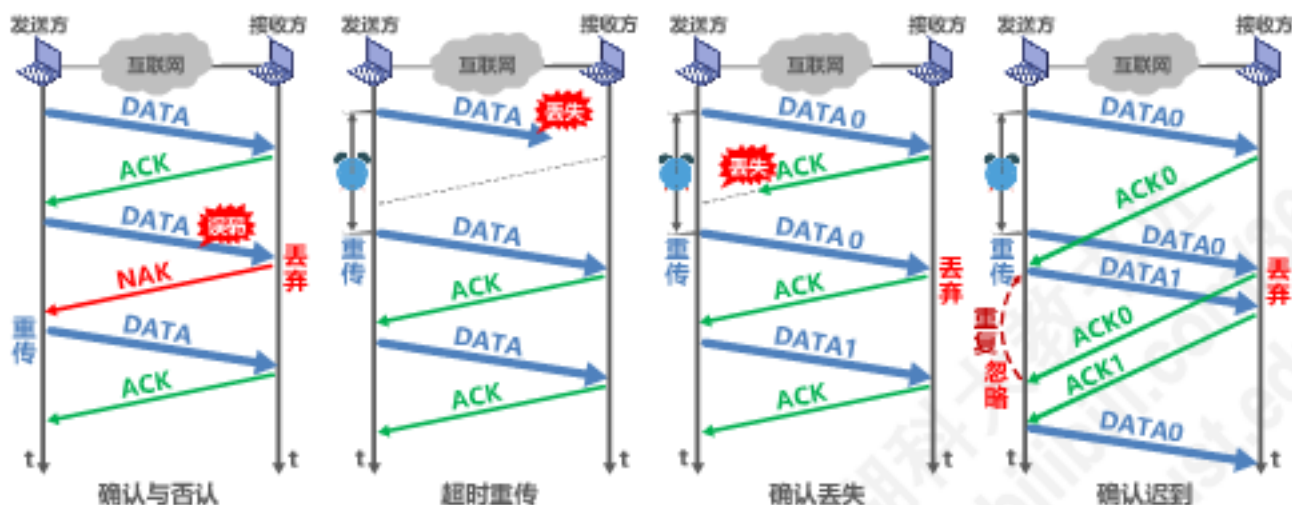 发送方 接收方 发送方 接收方 发送方 接收方 发送方 接收方
互联网 互联网 互联网 互联网
DATA DATA 丢失 DATA0 DATA0
ACK 丢失 ACK ACK0
DATA 误码 DATA DATA0 DATA0
丢弃 重传 重传 丢弃 重传 DATA1 丢弃
NAK ACK ACK 重复 ACK0
重传 DATA DATA DATA1 忽略 ACK1
ACK ACK ACK DATA0
t t t t t t t t
确认与否认 超时重传 确认丢失 确认迟到